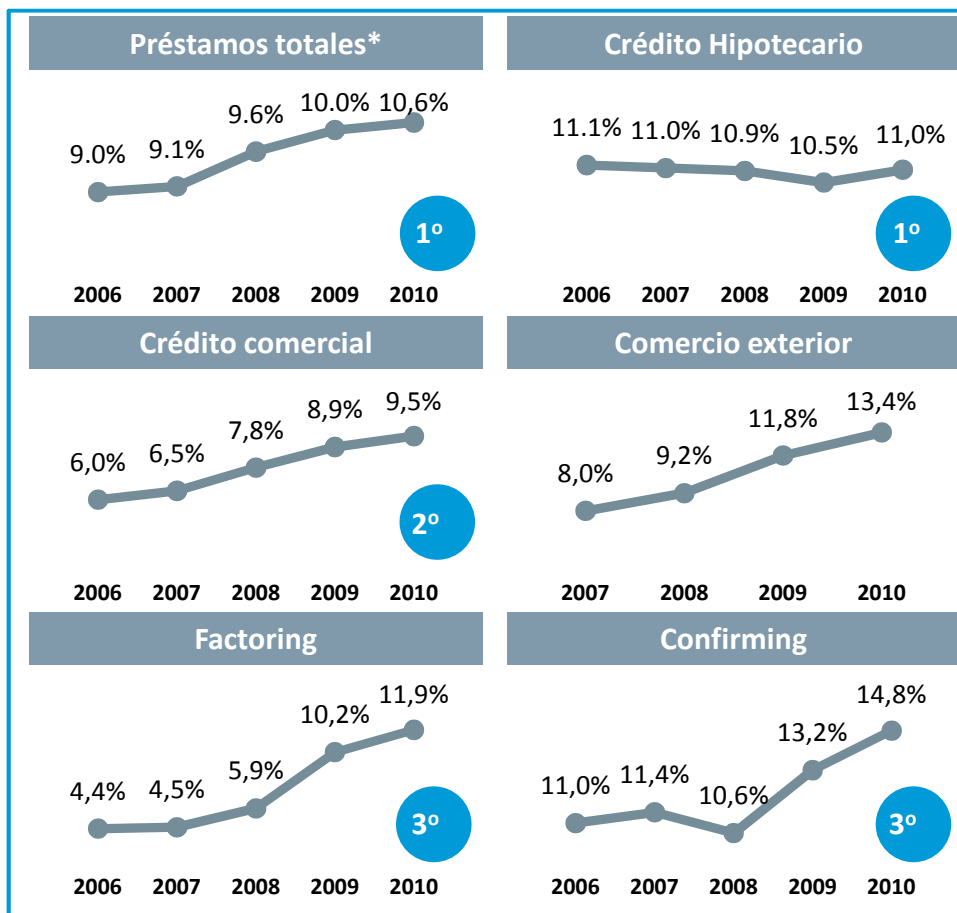 Préstamos totales*
9.0% 9.1% 9.6% 10.0% 10,6%
1º
2006 2007 2008 2009 2010
Crédito Hipotecario
11.1% 11.0% 10.9% 10.5% 11,0%
1º
2006 2007 2008 2009 2010
Crédito comercial
6,0% 6,5% 7,8% 8,9% 9,5%
2º
2006 2007 2008 2009 2010
Comercio exterior
8,0% 9,2% 11,8% 13,4%
2007 2008 2009 2010
Factoring
4,4% 4,5% 5,9% 10,2% 11,9%
3º
2006 2007 2008 2009 2010
Confirming
11,0% 11,4% 10,6% 13,2% 14,8%
3º
2006 2007 2008 2009 2010